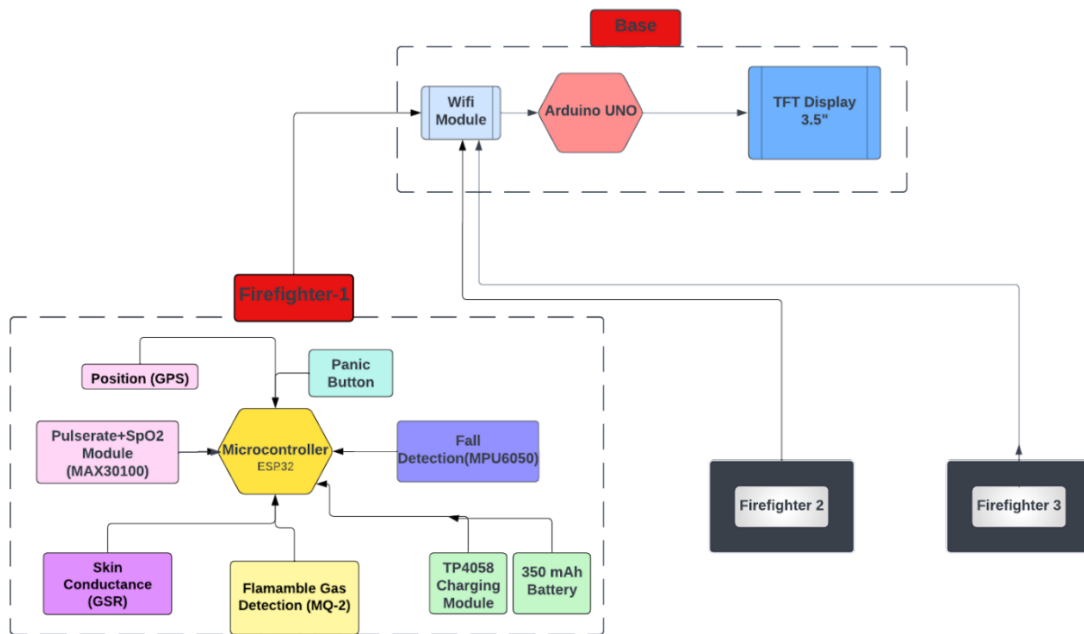 Base
Wifi
Module
Arduino UNO
TFT Display
3.5"
Firefighter-1
Position (GPS)
Panic
Button
Pulserate+SpO2
Module
(MAX30100)
Microcontroller
ESP32
Fall
Detection(MPU6050)
Skin
Conductance
(GSR)
Flamamble Gas
Detection (MQ-2)
TP4058
Charging
Module
350 mAh
Battery
Firefighter 2
Firefighter 3